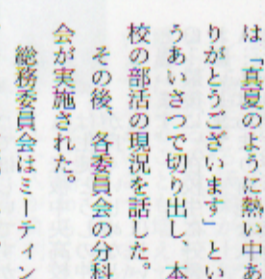 は「真夏のように熱い中あ
りがとうございます」とい
うあいさつで切り出し、本
校の部活の現況を話した。
その後、各委員会の分科
会が実施された。
総務委員会はミーティン